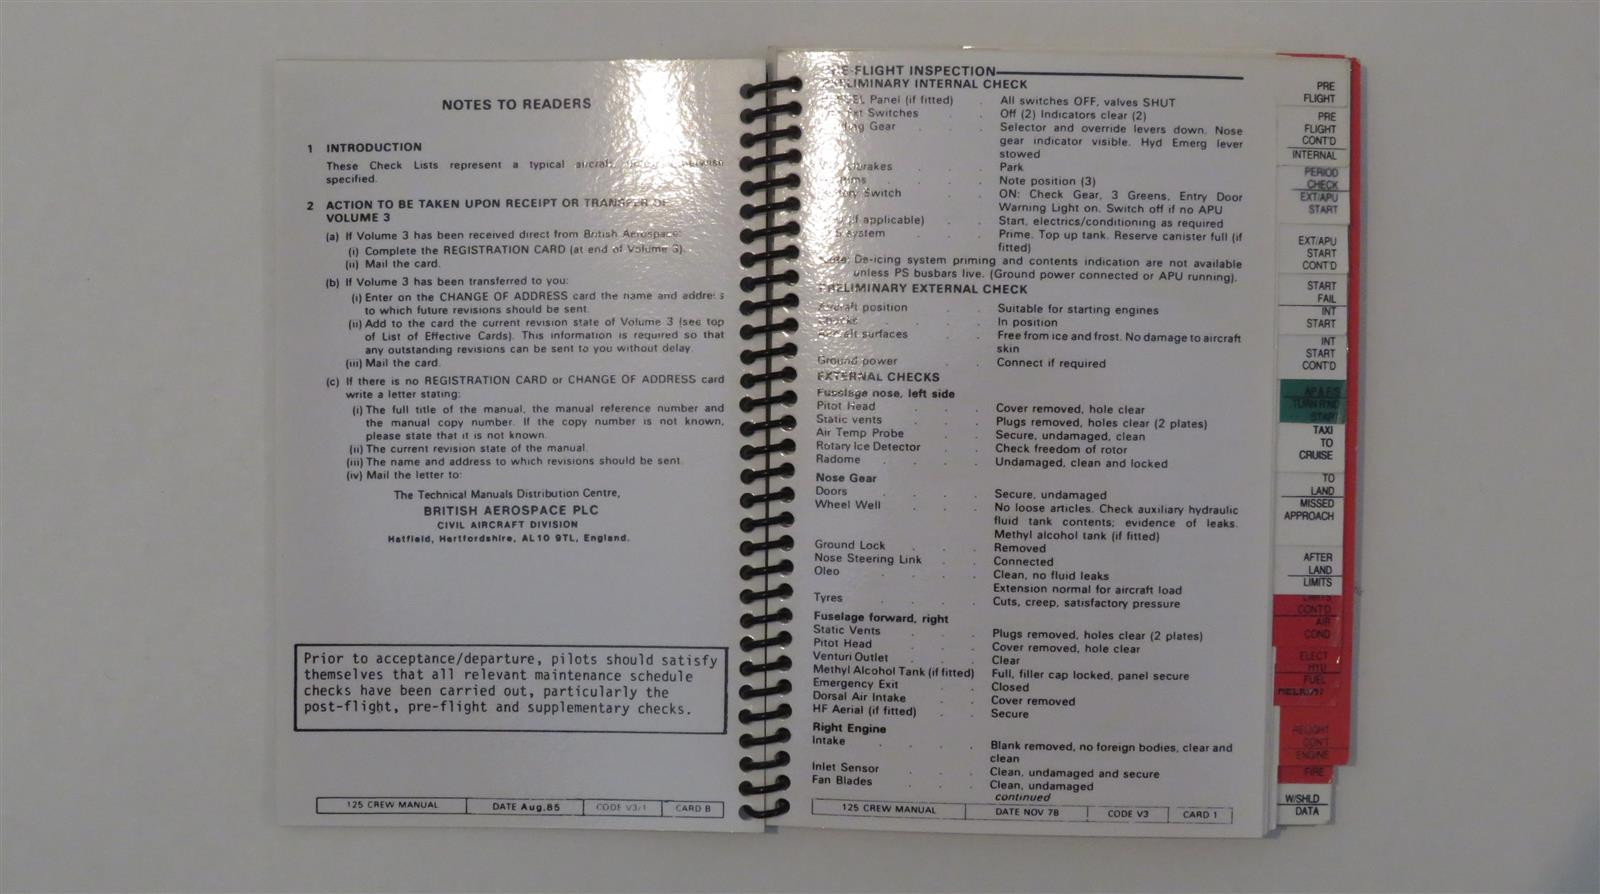 NOTES TO READERS
1 INTRODUCTION
These Check Lists represent a typical aircraft
specified.
2 ACTION TO BE TAKEN UPON RECEIPT OR TRANSFER OF
VOLUME 3
(a) If Volume 3 has been received direct from British Aerospace:
(i) Complete the REGISTRATION CARD (at end of Volume 3).
(ii) Mail the card.
(b) If Volume 3 has been transferred to you:
(i) Enter on the CHANGE OF ADDRESS card the name and address
to which future revisions should be sent.
(ii) Add to the card the current revision state of Volume 3 (see top
of List of Effective Cards). This information is required so that
any outstanding revisions can be sent to you without delay.
(iii) Mail the card.
(c) If there is no REGISTRATION CARD or CHANGE OF ADDRESS card
write a letter stating:
(i) The full title of the manual, the manual reference number and
the manual copy number. If the copy number is not known,
please state that it is not known.
(ii) The current revision state of the manual.
(iii) The name and address to which revisions should be sent.
(iv) Mail the letter to:
The Technical Manuals Distribution Centre,
BRITISH AEROSPACE PLC
CIVIL AIRCRAFT DIVISION
Hatfield, Hertfordshire, AL10 9TL, England.
Prior to acceptance/departure, pilots should satisfy
themselves that all relevant maintenance schedule
checks have been carried out, particularly the
post-flight, pre-flight and supplementary checks.
125 CREW MANUAL DATE Aug.85 CODE V3/1 CARD B
PRE-FLIGHT INSPECTION
PRELIMINARY INTERNAL CHECK
Panel (if fitted) . All switches OFF, valves SHUT
Switches . . Off (2) Indicators clear (2)
Gear . . Selector and override levers down. Nose
gear indicator visible. Hyd Emerg lever
stowed
. . . Park
. . . Note position (3)
Switch . . ON: Check Gear, 3 Greens, Entry Door
Warning Light on. Switch off if no APU
(if applicable) . . Start, electrics/conditioning as required
system . . . Prime. Top up tank. Reserve canister full (if
fitted)
Note: De-icing system priming and contents indication are not available
unless PS busbars live. (Ground power connected or APU running).
PRELIMINARY EXTERNAL CHECK
Aircraft position . . Suitable for starting engines
Chocks . . . In position
Aircraft surfaces . . Free from ice and frost. No damage to aircraft
skin
Ground power . . Connect if required
EXTERNAL CHECKS
Fuselage nose, left side
Pitot Head . . . Cover removed, hole clear
Static vents . . . Plugs removed, holes clear (2 plates)
Air Temp Probe . . Secure, undamaged, clean
Rotary Ice Detector . . Check freedom of rotor
Radome . . . Undamaged, clean and locked
Nose Gear
Doors . . . . Secure, undamaged
Wheel Well . . . No loose articles. Check auxiliary hydraulic
fluid tank contents; evidence of leaks.
Methyl alcohol tank (if fitted)
Ground Lock . . . Removed
Nose Steering Link . . Connected
Oleo . . . . Clean, no fluid leaks
Extension normal for aircraft load
Tyres . . . . Cuts, creep, satisfactory pressure
Fuselage forward, right
Static Vents . . . Plugs removed, holes clear (2 plates)
Pitot Head . . . Cover removed, hole clear
Venturi Outlet . . . Clear
Methyl Alcohol Tank (if fitted) Full, filler cap locked, panel secure
Emergency Exit . . Closed
Dorsal Air Intake . . Cover removed
HF Aerial (if fitted) . . Secure
Right Engine
Intake . . . . Blank removed, no foreign bodies, clear and
clean
Inlet Sensor . . . Clean, undamaged and secure
Fan Blades . . . Clean, undamaged
continued
125 CREW MANUAL DATE NOV 78 CODE V3 CARD 1
PRE
FLIGHT
PRE
FLIGHT
CONT'D
INTERNAL
PERIOD
CHECK
EXT/APU
START
EXT/APU
START
CONT'D
START
FAIL
INT
START
INT
START
CONT'D
TURN R'ND
START
TAXI
TO
CRUISE
TO
LAND
MISSED
APPROACH
AFTER
LAND
LIMITS
LIMITS
CONT'D
AIR
COND
ELECT
HYD
FUEL
RELIGHT
RELIGHT
CON'T
ENGINE
FIRE
W/SHLD
DATA